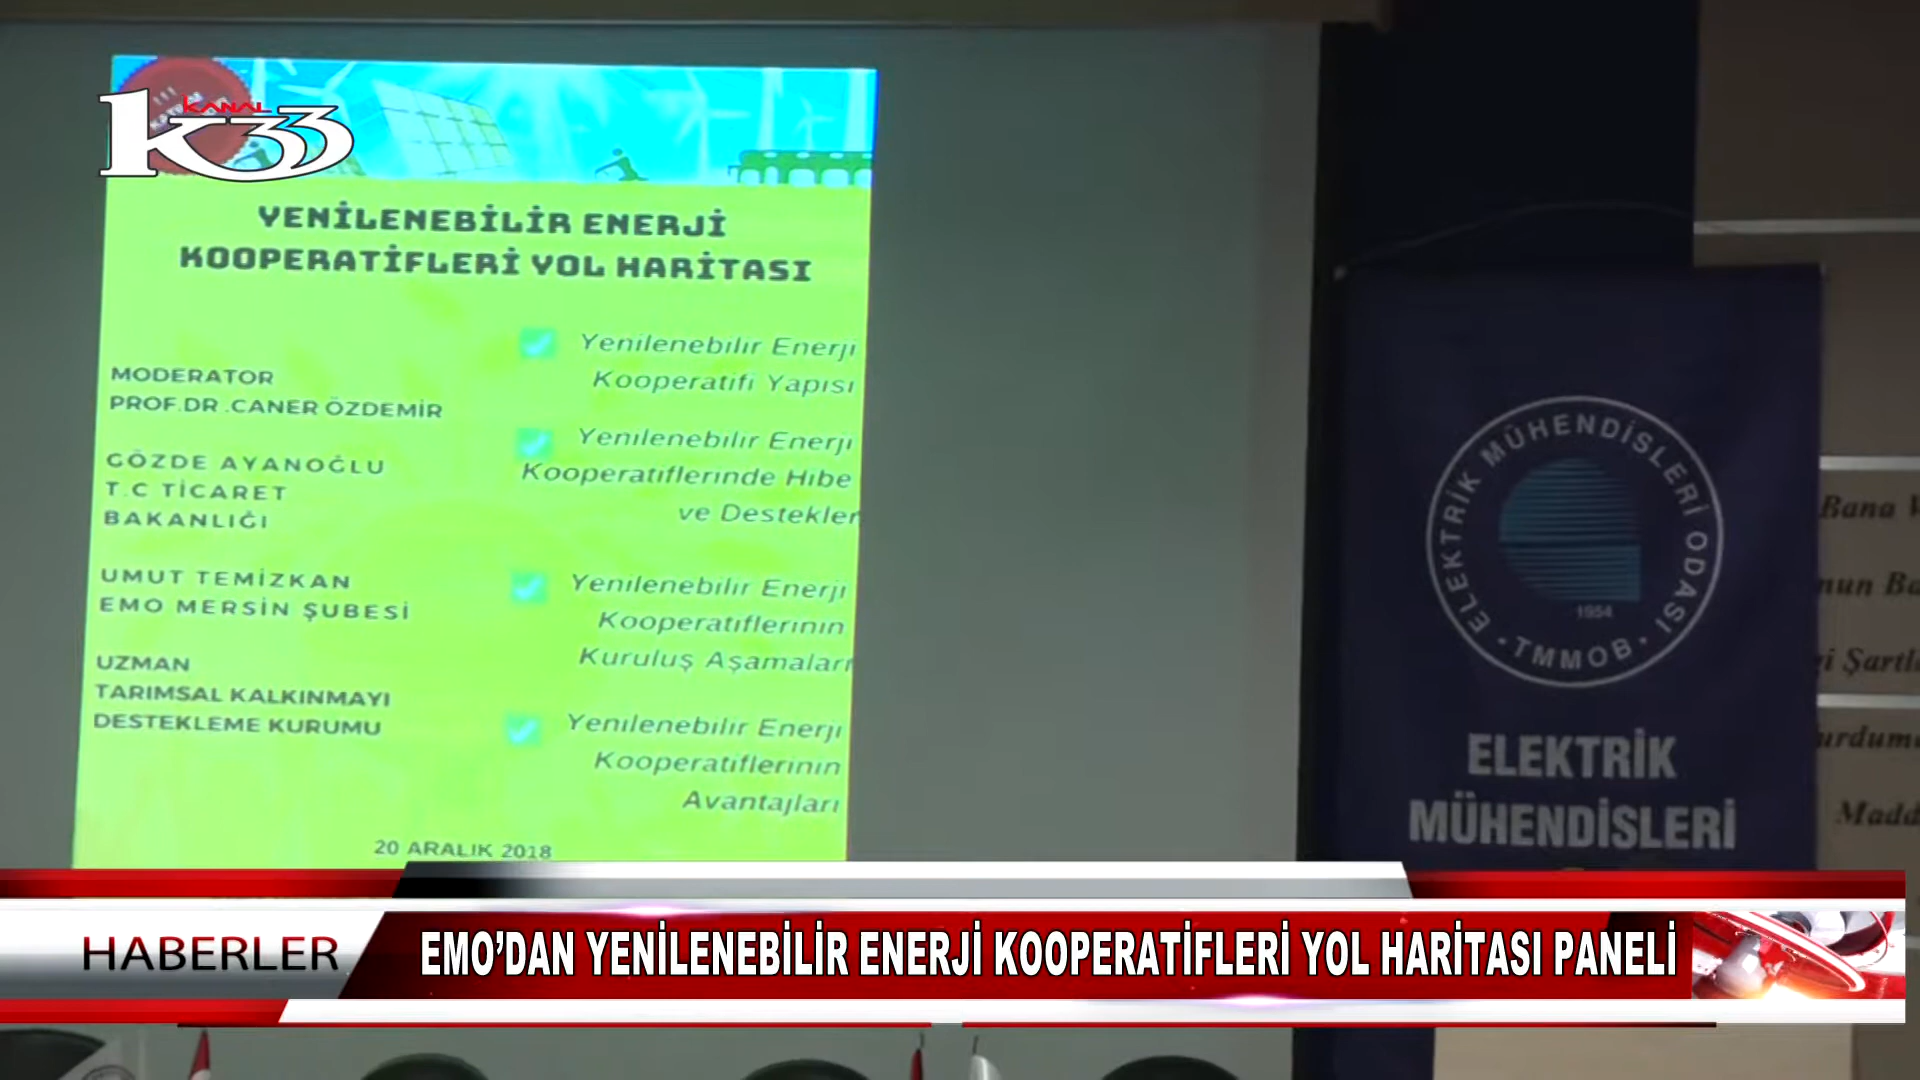 KANAL
K33
YENİLENEBİLİR ENERJİ
KOOPERATİFLERİ YOL HARİTASI
MODERATOR
PROF.DR .CANER ÖZDEMİR
GÖZDE AYANOĞLU
T.C TİCARET
BAKANLIĞI
UMUT TEMİZKAN
EMO MERSİN ŞUBESİ
UZMAN
TARIMSAL KALKINMAYI
DESTEKLEME KURUMU
Yenilenebilir Enerji
Kooperatifi Yapısı
Yenilenebilir Enerji
Kooperatiflerinde Hibe
ve Destekler
Yenilenebilir Enerji
Kooperatiflerinin
Kuruluş Aşamaları
Yenilenebilir Enerji
Kooperatiflerinin
Avantajları
20 ARALIK 2018
ELEKTRİK MÜHENDİSLERİ ODASI
1954
· TMMOB ·
ELEKTRİK
MÜHENDİSLERİ
Bana
Şartl
Madd
HABERLER
EMO’DAN YENİLENEBİLİR ENERJİ KOOPERATİFLERİ YOL HARİTASI PANELİ